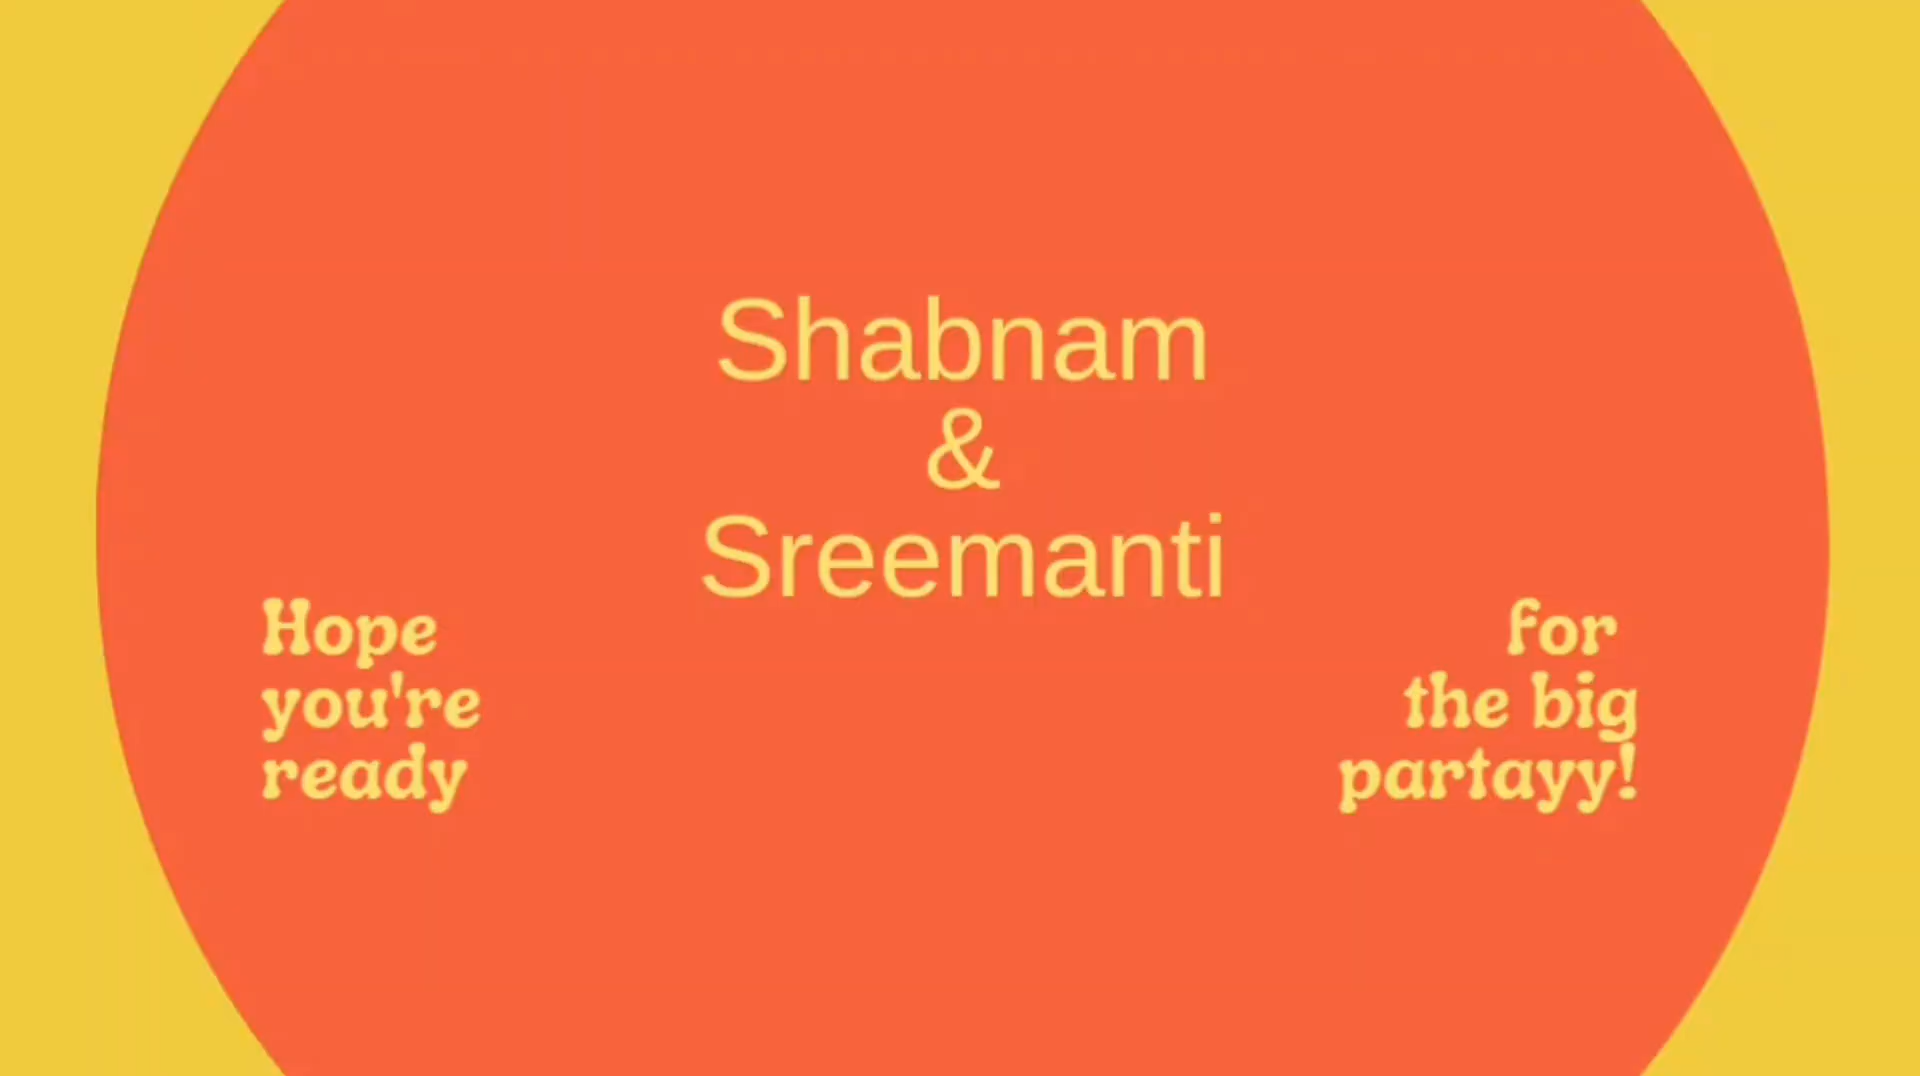 Shabnam
&
Sreemanti
Hope
you're
ready
for
the big
partayy!